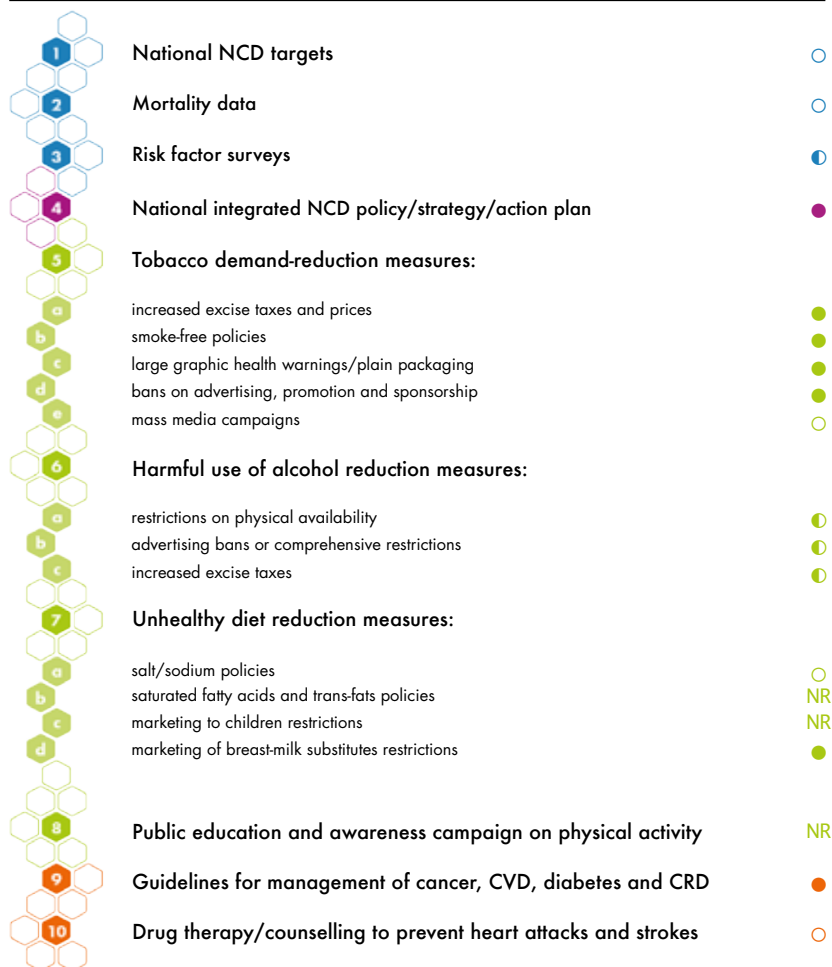 1 National NCD targets ○
2 Mortality data ○
3 Risk factor surveys ◐
4 National integrated NCD policy/strategy/action plan ●
5 Tobacco demand-reduction measures:
a increased excise taxes and prices ●
b smoke-free policies ●
c large graphic health warnings/plain packaging ●
d bans on advertising, promotion and sponsorship ●
e mass media campaigns ○
6 Harmful use of alcohol reduction measures:
a restrictions on physical availability ◐
b advertising bans or comprehensive restrictions ◐
c increased excise taxes ◐
7 Unhealthy diet reduction measures:
a salt/sodium policies ○
b saturated fatty acids and trans-fats policies NR
c marketing to children restrictions NR
d marketing of breast-milk substitutes restrictions ●
8 Public education and awareness campaign on physical activity NR
9 Guidelines for management of cancer, CVD, diabetes and CRD ●
10 Drug therapy/counselling to prevent heart attacks and strokes ○